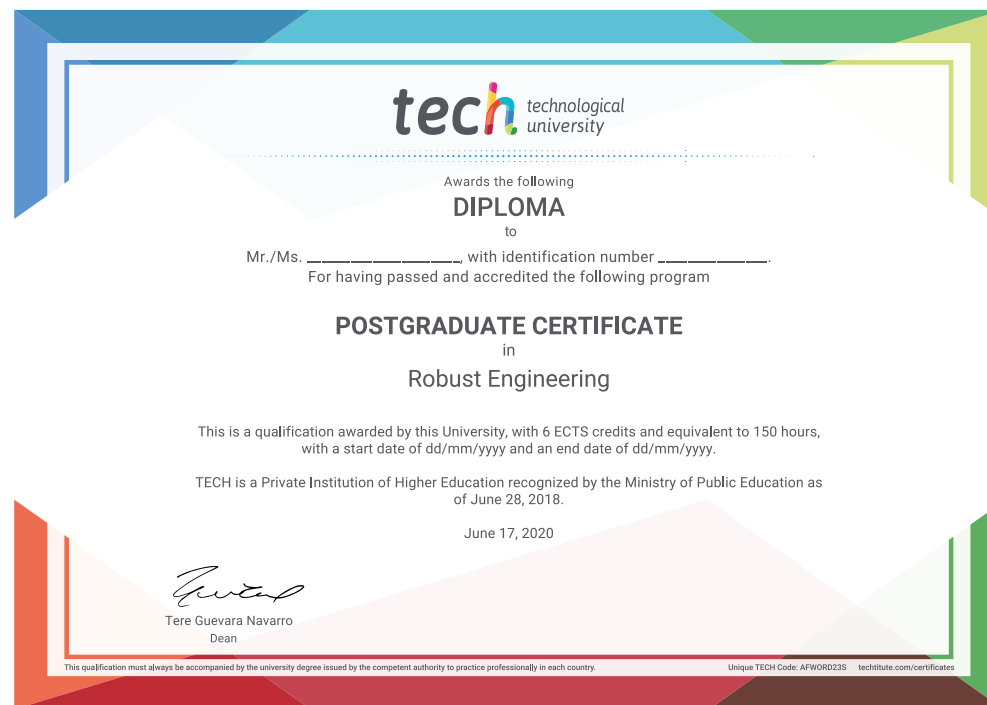 tech technological
university
Awards the following
DIPLOMA
to
Mr./Ms. ____________________, with identification number ______________.
For having passed and accredited the following program
POSTGRADUATE CERTIFICATE
in
Robust Engineering
This is a qualification awarded by this University, with 6 ECTS credits and equivalent to 150 hours,
with a start date of dd/mm/yyyy and an end date of dd/mm/yyyy.
TECH is a Private Institution of Higher Education recognized by the Ministry of Public Education as
of June 28, 2018.
June 17, 2020
Tere Guevara Navarro
Dean
This qualification must always be accompanied by the university degree issued by the competent authority to practice professionally in each country.
Unique TECH Code: AFWORD23S techtitute.com/certificates